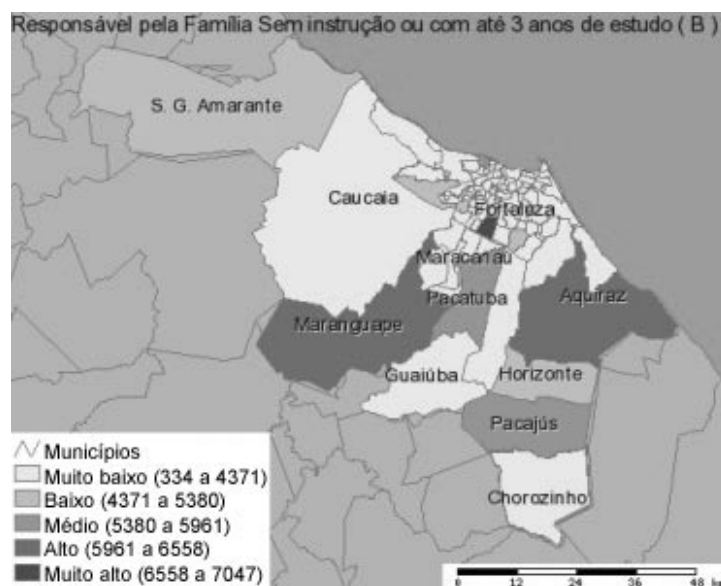 Responsável pela Família Sem instrução ou com até 3 anos de estudo ( B )
S. G. Amarante
Caucaia
Fortaleza
Maracanaú
Pacatuba
Aquiraz
Maranguape
Guaiúba
Horizonte
Pacajús
Chorozinho
Municípios
Muito baixo (334 a 4371)
Baixo (4371 a 5380)
Médio (5380 a 5961)
Alto (5961 a 6558)
Muito alto (6558 a 7047)
0 12 24 36 48